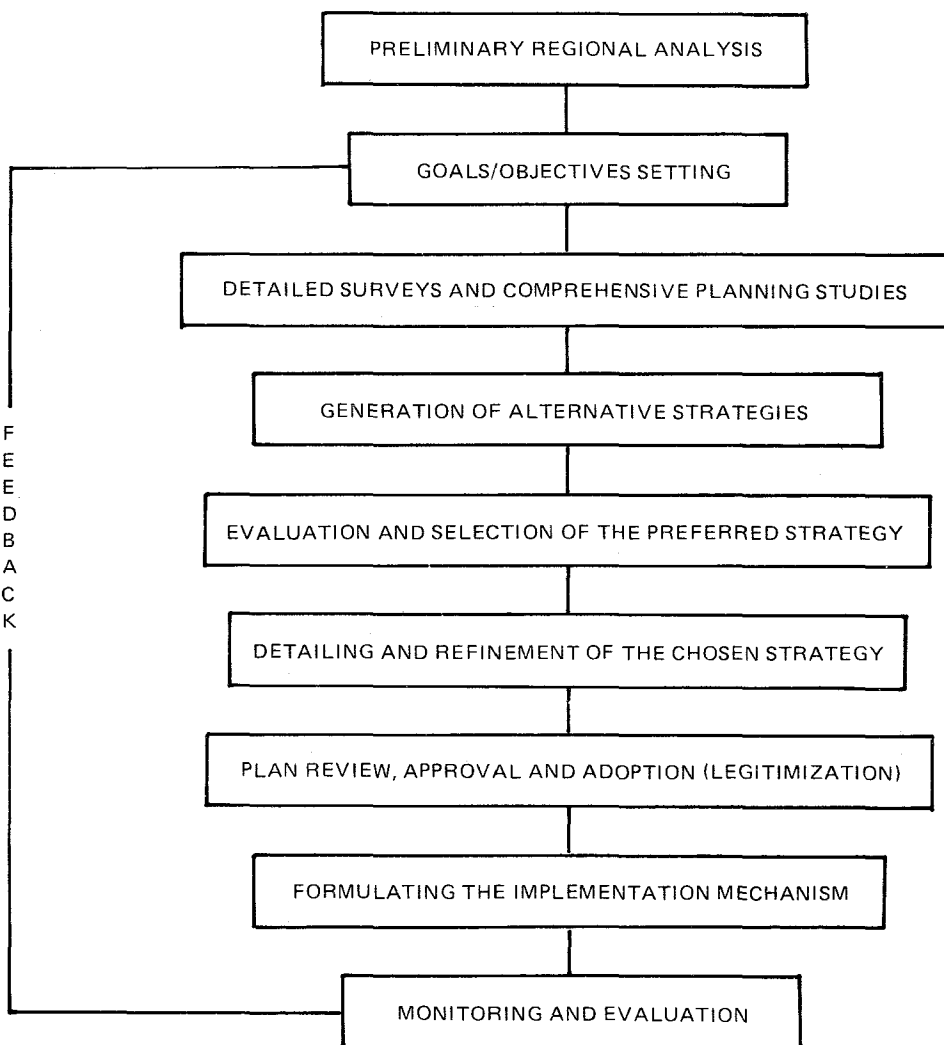 PRELIMINARY REGIONAL ANALYSIS
GOALS/OBJECTIVES SETTING
DETAILED SURVEYS AND COMPREHENSIVE PLANNING STUDIES
GENERATION OF ALTERNATIVE STRATEGIES
EVALUATION AND SELECTION OF THE PREFERRED STRATEGY
DETAILING AND REFINEMENT OF THE CHOSEN STRATEGY
PLAN REVIEW, APPROVAL AND ADOPTION (LEGITIMIZATION)
FORMULATING THE IMPLEMENTATION MECHANISM
MONITORING AND EVALUATION
FEEDBACK